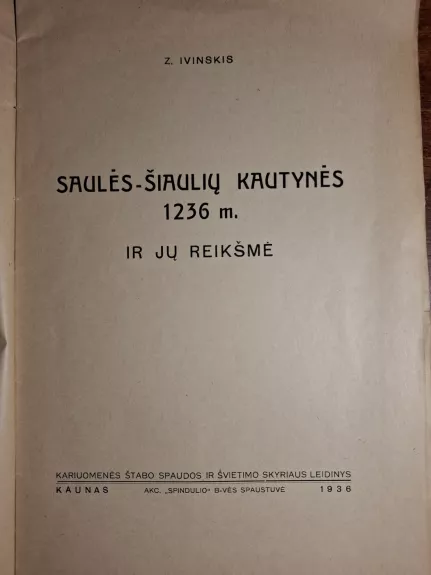 Z. IVINSKIS
SAULĖS-ŠIAULIŲ KAUTYNĖS
1236 m.
IR JŲ REIKŠMĖ
KARIUOMENĖS ŠTABO SPAUDOS IR ŠVIETIMO SKYRIAUS LEIDINYS
KAUNAS AKC. „SPINDULIO“ B-VĖS SPAUSTUVĖ 1936